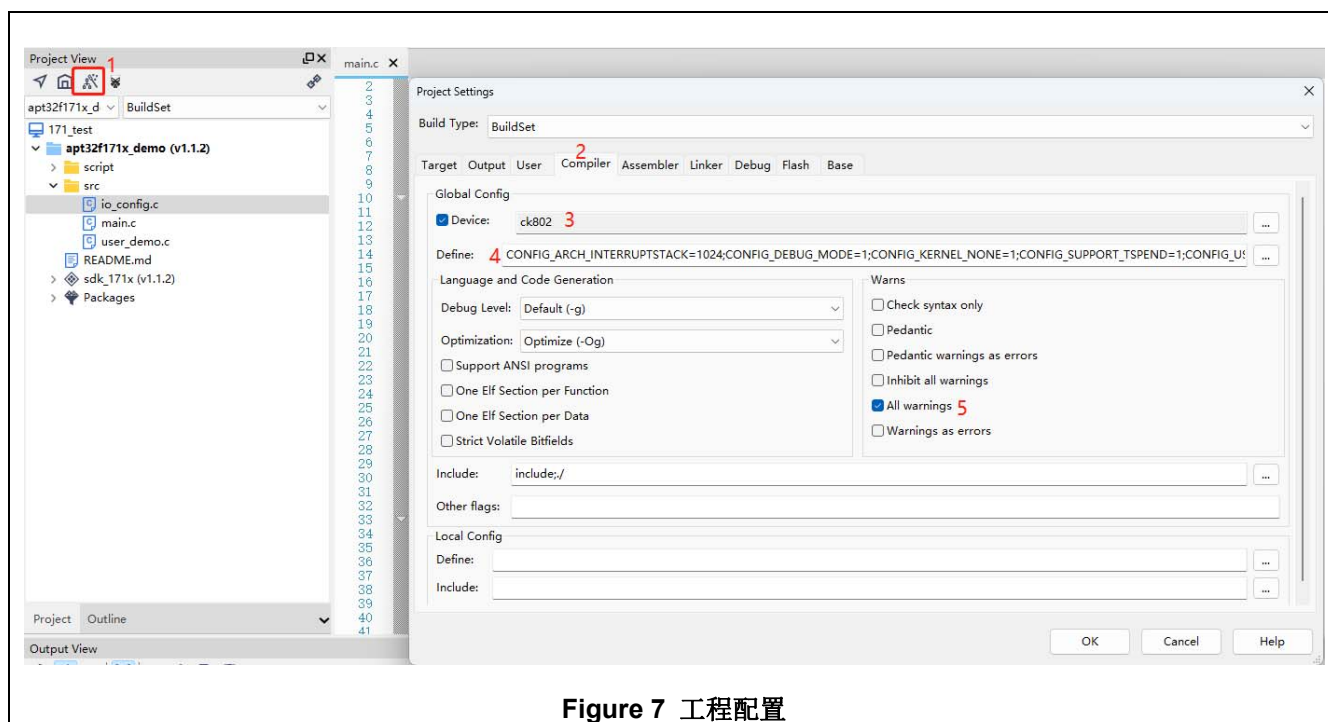 Project View
1
main.c
apt32f171x_d
BuildSet
171_test
apt32f171x_demo (v1.1.2)
script
src
io_config.c
main.c
user_demo.c
README.md
sdk_171x (v1.1.2)
Packages
Project
Outline
Output View
2
3
4
5
6
7
8
9
10
11
12
13
14
15
16
17
18
19
20
21
22
23
24
25
26
27
28
29
30
31
32
33
34
35
36
37
38
39
40
41
Project Settings
Build Type: BuildSet
2
Target Output User Compiler Assembler Linker Debug Flash Base
Global Config
Device: ck802 3 ...
Define: 4 CONFIG_ARCH_INTERRUPTSTACK=1024;CONFIG_DEBUG_MODE=1;CONFIG_KERNEL_NONE=1;CONFIG_SUPPORT_TSPEND=1;CONFIG_US ...
Language and Code Generation
Debug Level: Default (-g)
Optimization: Optimize (-Og)
Support ANSI programs
One Elf Section per Function
One Elf Section per Data
Strict Volatile Bitfields
Warns
Check syntax only
Pedantic
Pedantic warnings as errors
Inhibit all warnings
All warnings 5
Warnings as errors
Include: include;./ ...
Other flags:
Local Config
Define: ...
Include: ...
OK Cancel Help
Figure 7 工程配置